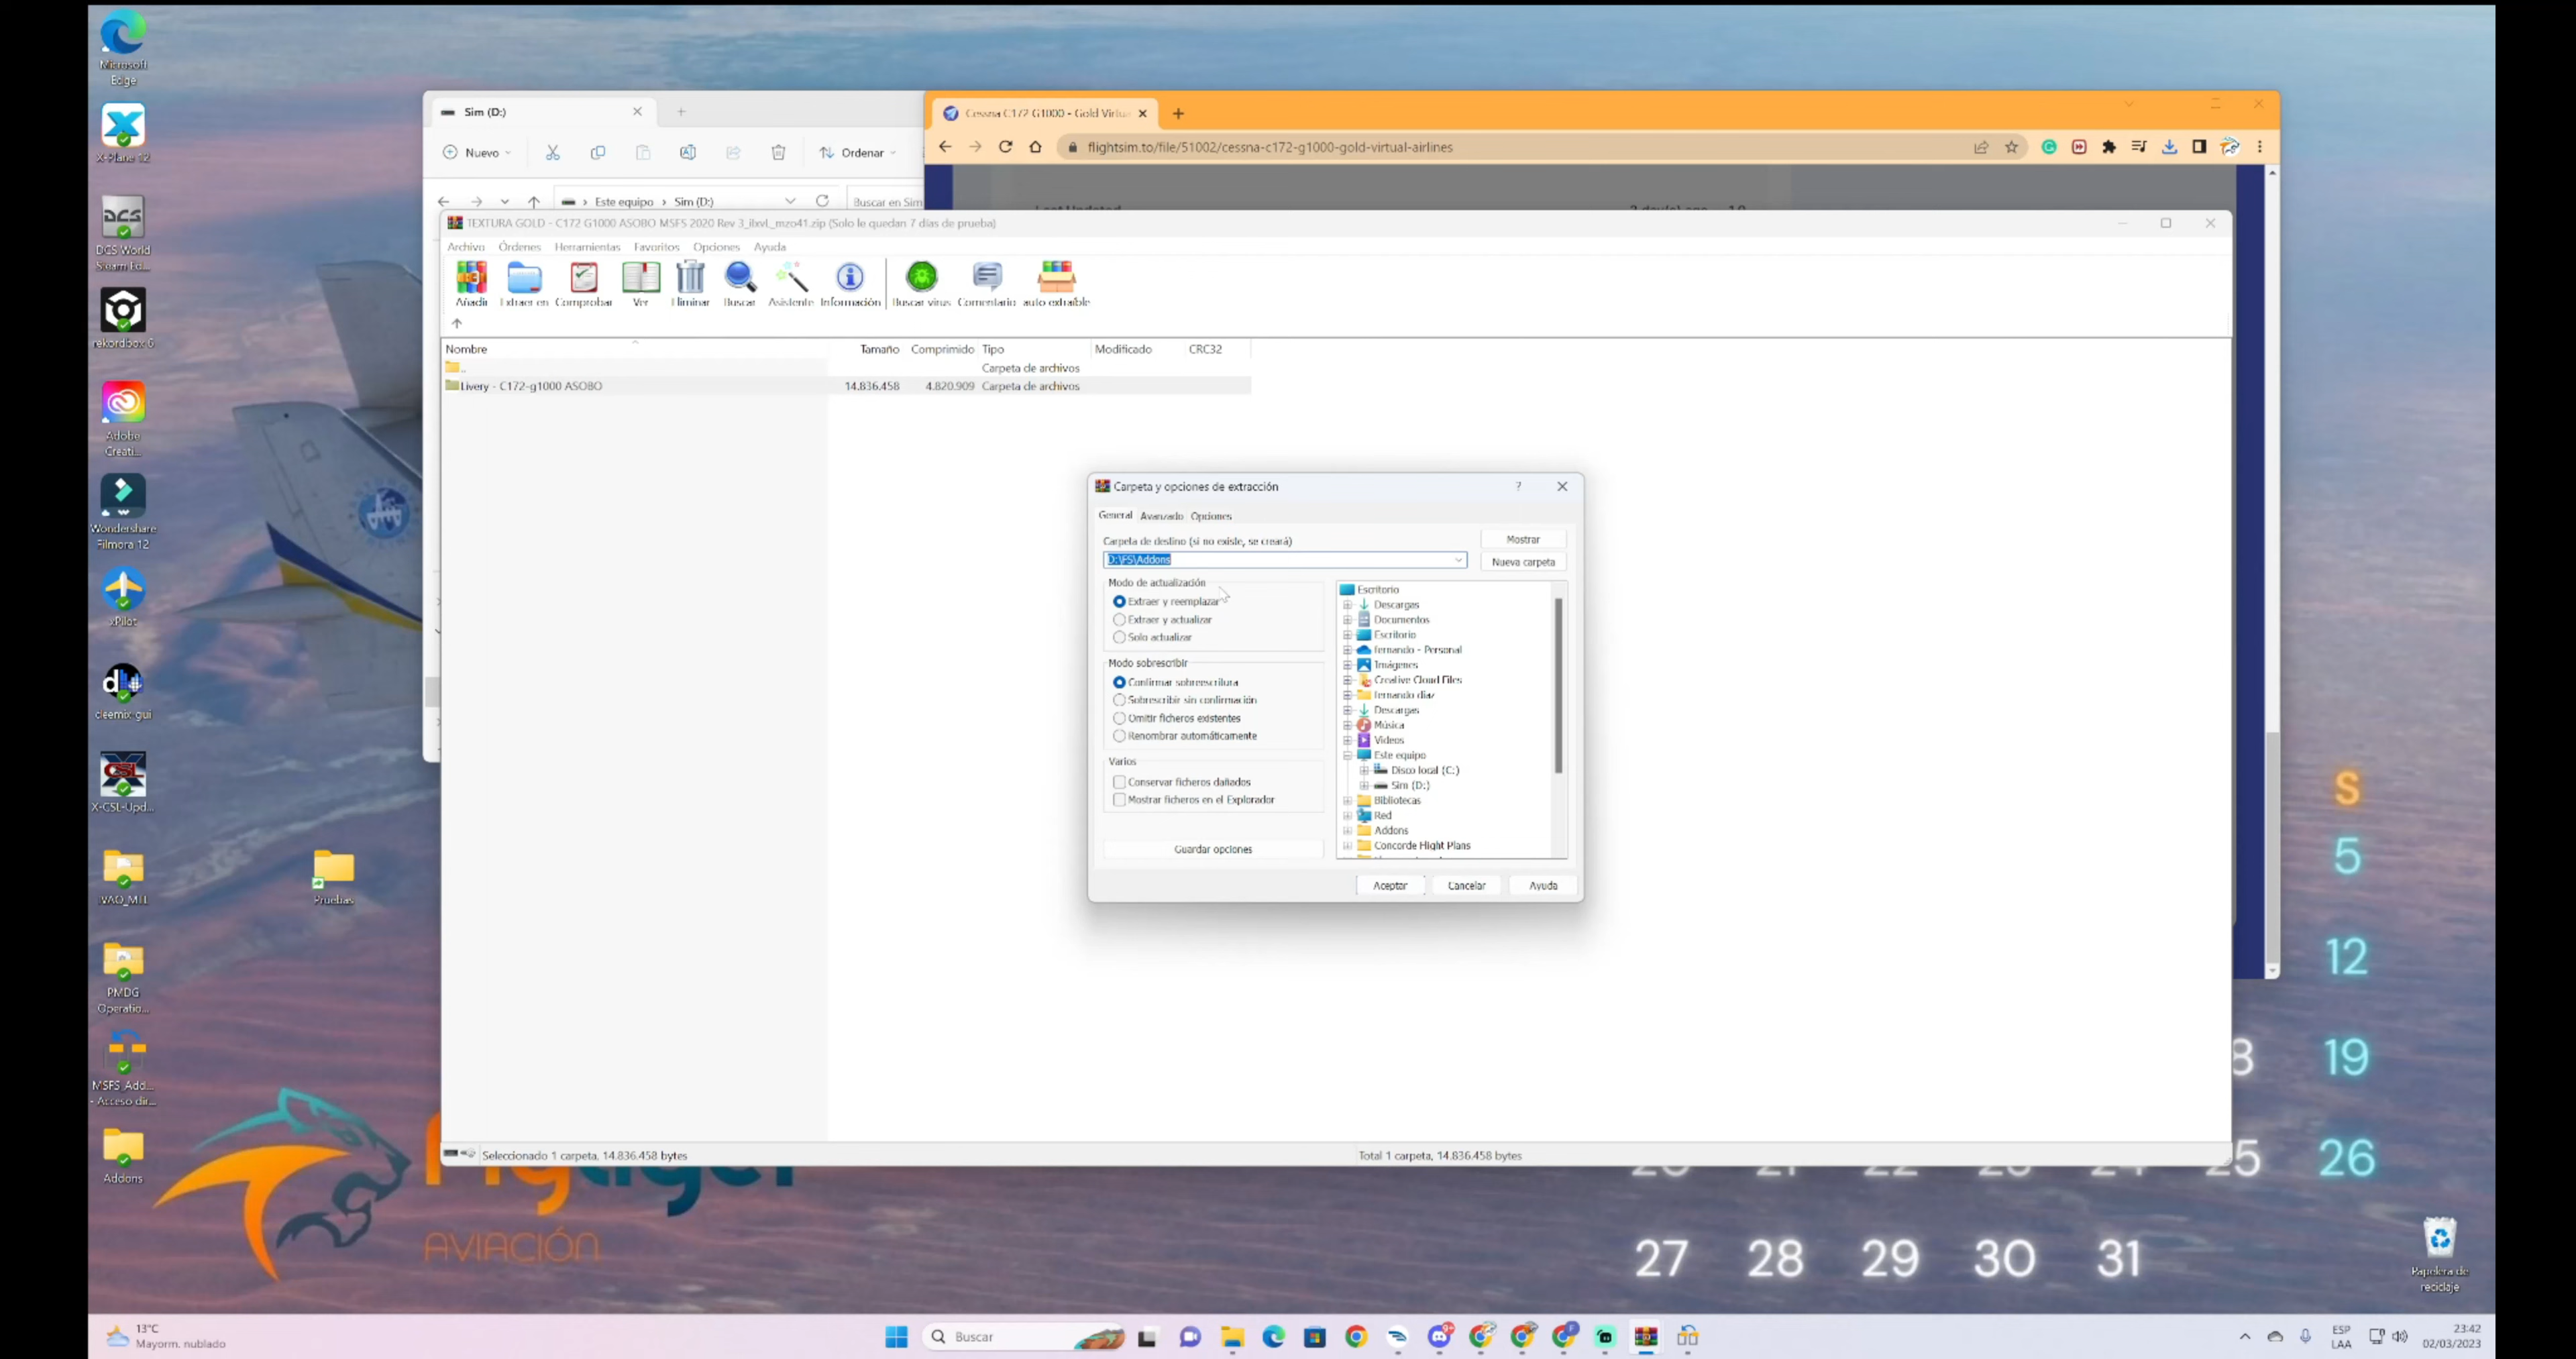 Microsoft
Edge
X-Plane 12
DCS World
Steam Ed...
rekordbox 6
Adobe
Creati...
Wondershare
Filmora 12
xPilot
deemix-gui
X-CSL-Upd...
PMDG
Operatio...
MSFS_Add...
- Acceso dir...
Addons
Pruebas
Sim (D:)
Nuevo
Ordenar
Este equipo > Sim (D:)
Buscar en Sim
Cessna C172 G1000 - Gold Virtua
flightsim.to/file/51002/cessna-c172-g1000-gold-virtual-airlines
TEXTURA GOLD - C172 G1000 ASOBO MSFS 2020 Rev 3_ibxvL_mzo41.zip (Solo le quedan 7 días de prueba)
Archivo Órdenes Herramientas Favoritos Opciones Ayuda
Añadir Extraer en Comprobar Ver Eliminar Buscar Asistente Información Buscar virus Comentario auto extraíble
Nombre Tamaño Comprimido Tipo Modificado CRC32
.. Carpeta de archivos
Livery - C172-g1000 ASOBO 14.836.458 4.820.909 Carpeta de archivos
Carpeta y opciones de extracción
General Avanzado Opciones
Carpeta de destino (si no existe, se creará)
Mostrar
D:\FS\Addons
Nueva carpeta
Modo de actualización
Extraer y reemplazar
Extraer y actualizar
Solo actualizar
Modo sobrescribir
Confirmar sobreescritura
Sobrescribir sin confirmación
Omitir ficheros existentes
Renombrar automáticamente
Varios
Conservar ficheros dañados
Mostrar ficheros en el Explorador
Guardar opciones
Escritorio
Descargas
Documentos
Escritorio
fernando - Personal
Imágenes
Creative Cloud Files
fernando diaz
Descargas
Música
Videos
Este equipo
Disco local (C:)
Sim (D:)
Bibliotecas
Red
Addons
Concorde Flight Plans
Aceptar Cancelar Ayuda
Seleccionado 1 carpeta, 14.836.458 bytes
Total 1 carpeta, 14.836.458 bytes
S
5
12
19
26
27 28 29 30 31
AVIACIÓN
Papelera de
reciclaje
13°C
Mayorm. nublado
Buscar
ESP
LAA
23:42
02/03/2023